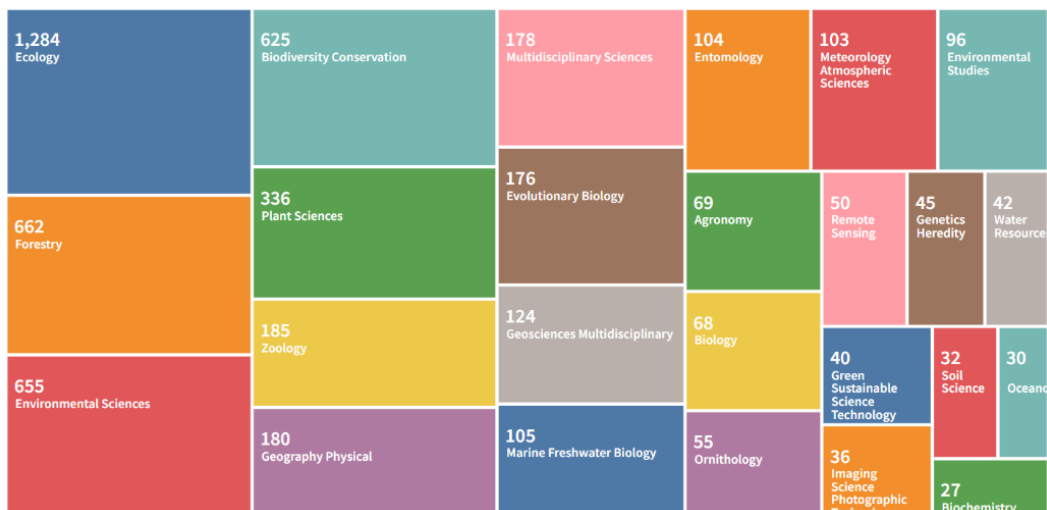 1,284
Ecology
662
Forestry
655
Environmental Sciences
625
Biodiversity Conservation
336
Plant Sciences
185
Zoology
180
Geography Physical
178
Multidisciplinary Sciences
176
Evolutionary Biology
124
Geosciences Multidisciplinary
105
Marine Freshwater Biology
104
Entomology
103
Meteorology
Atmospheric
Sciences
96
Environmental
Studies
69
Agronomy
68
Biology
55
Ornithology
50
Remote
Sensing
45
Genetics
Heredity
42
Water
Resource
40
Green
Sustainable
Science
Technology
36
Imaging
Science
Photographic
32
Soil
Science
30
Oceano
27
Biochemistry